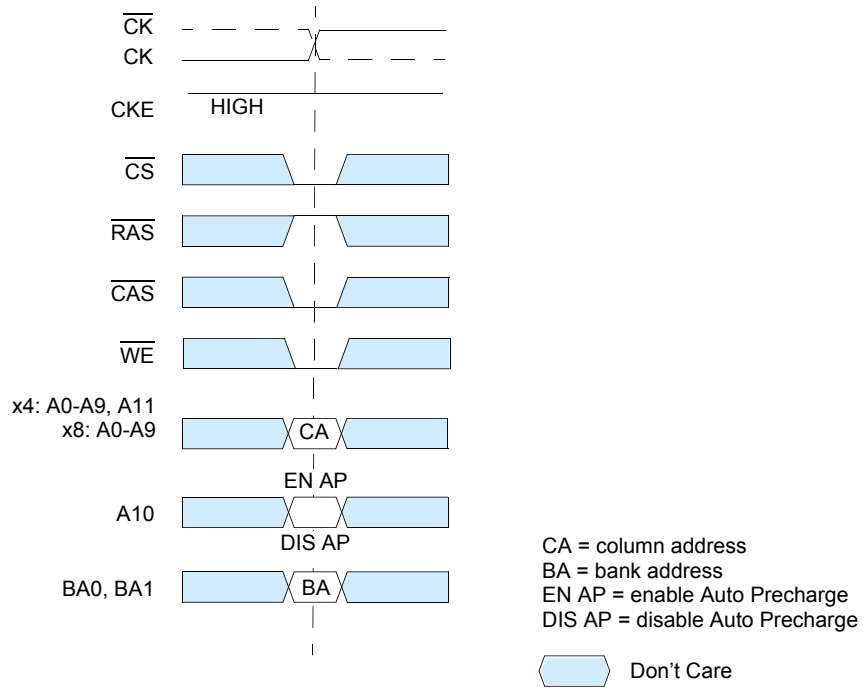 CK
CK
CKE HIGH
CS
RAS
CAS
WE
x4: A0-A9, A11
x8: A0-A9
CA
EN AP
A10
DIS AP
BA0, BA1 BA
CA = column address
BA = bank address
EN AP = enable Auto Precharge
DIS AP = disable Auto Precharge
Don't Care